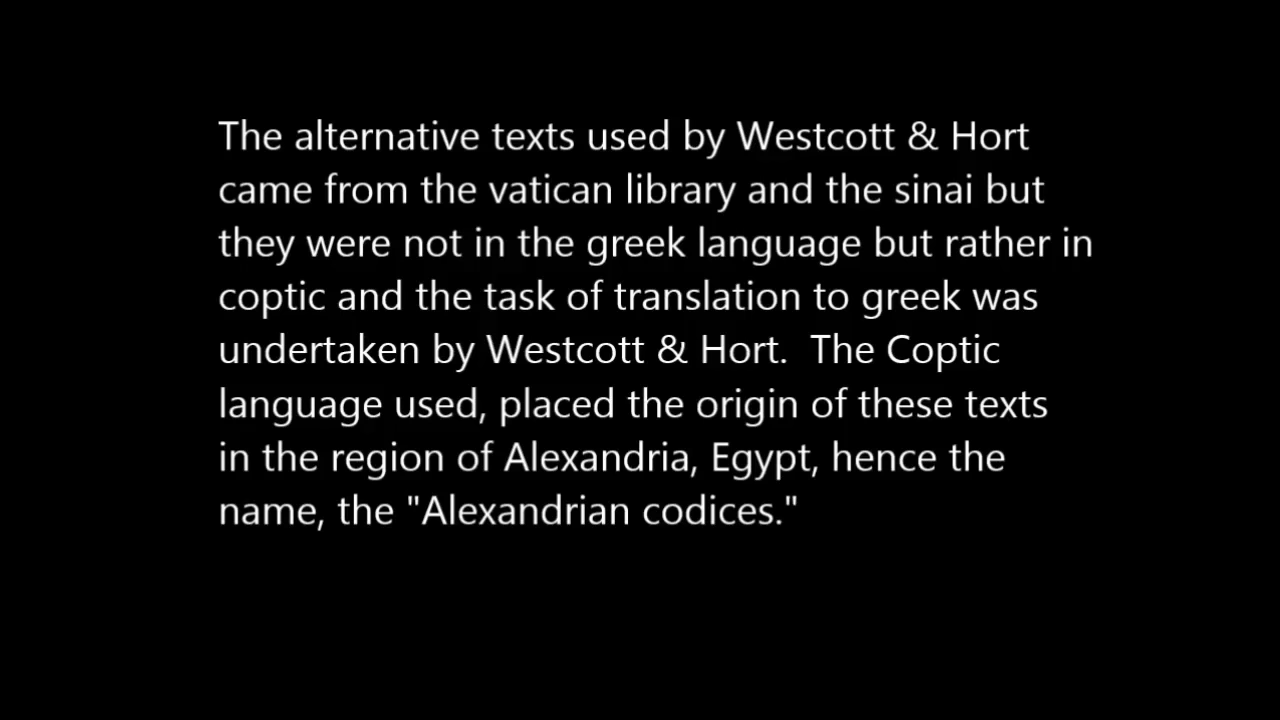 The alternative texts used by Westcott & Hort
came from the vatican library and the sinai but
they were not in the greek language but rather in
coptic and the task of translation to greek was
undertaken by Westcott & Hort.  The Coptic
language used, placed the origin of these texts
in the region of Alexandria, Egypt, hence the
name, the "Alexandrian codices."